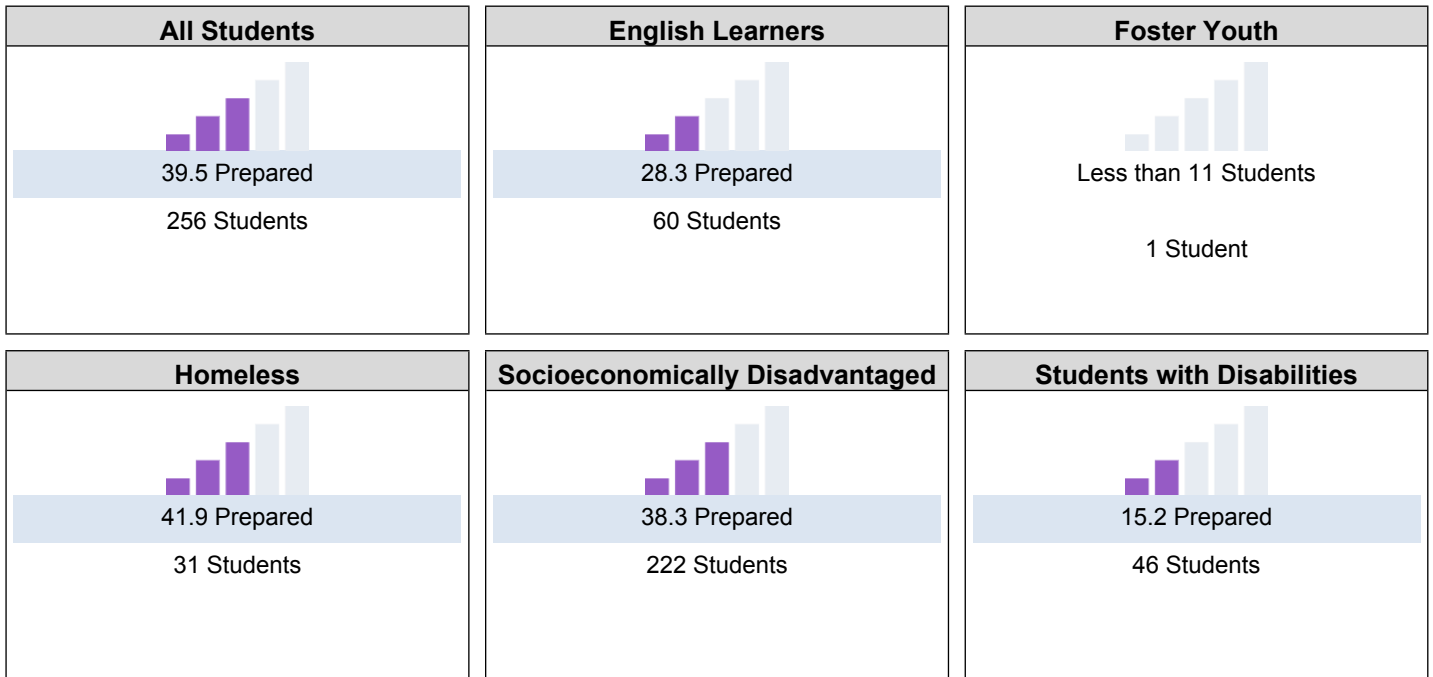 All Students
39.5 Prepared
256 Students
English Learners
28.3 Prepared
60 Students
Foster Youth
Less than 11 Students
1 Student
Homeless
41.9 Prepared
31 Students
Socioeconomically Disadvantaged
38.3 Prepared
222 Students
Students with Disabilities
15.2 Prepared
46 Students